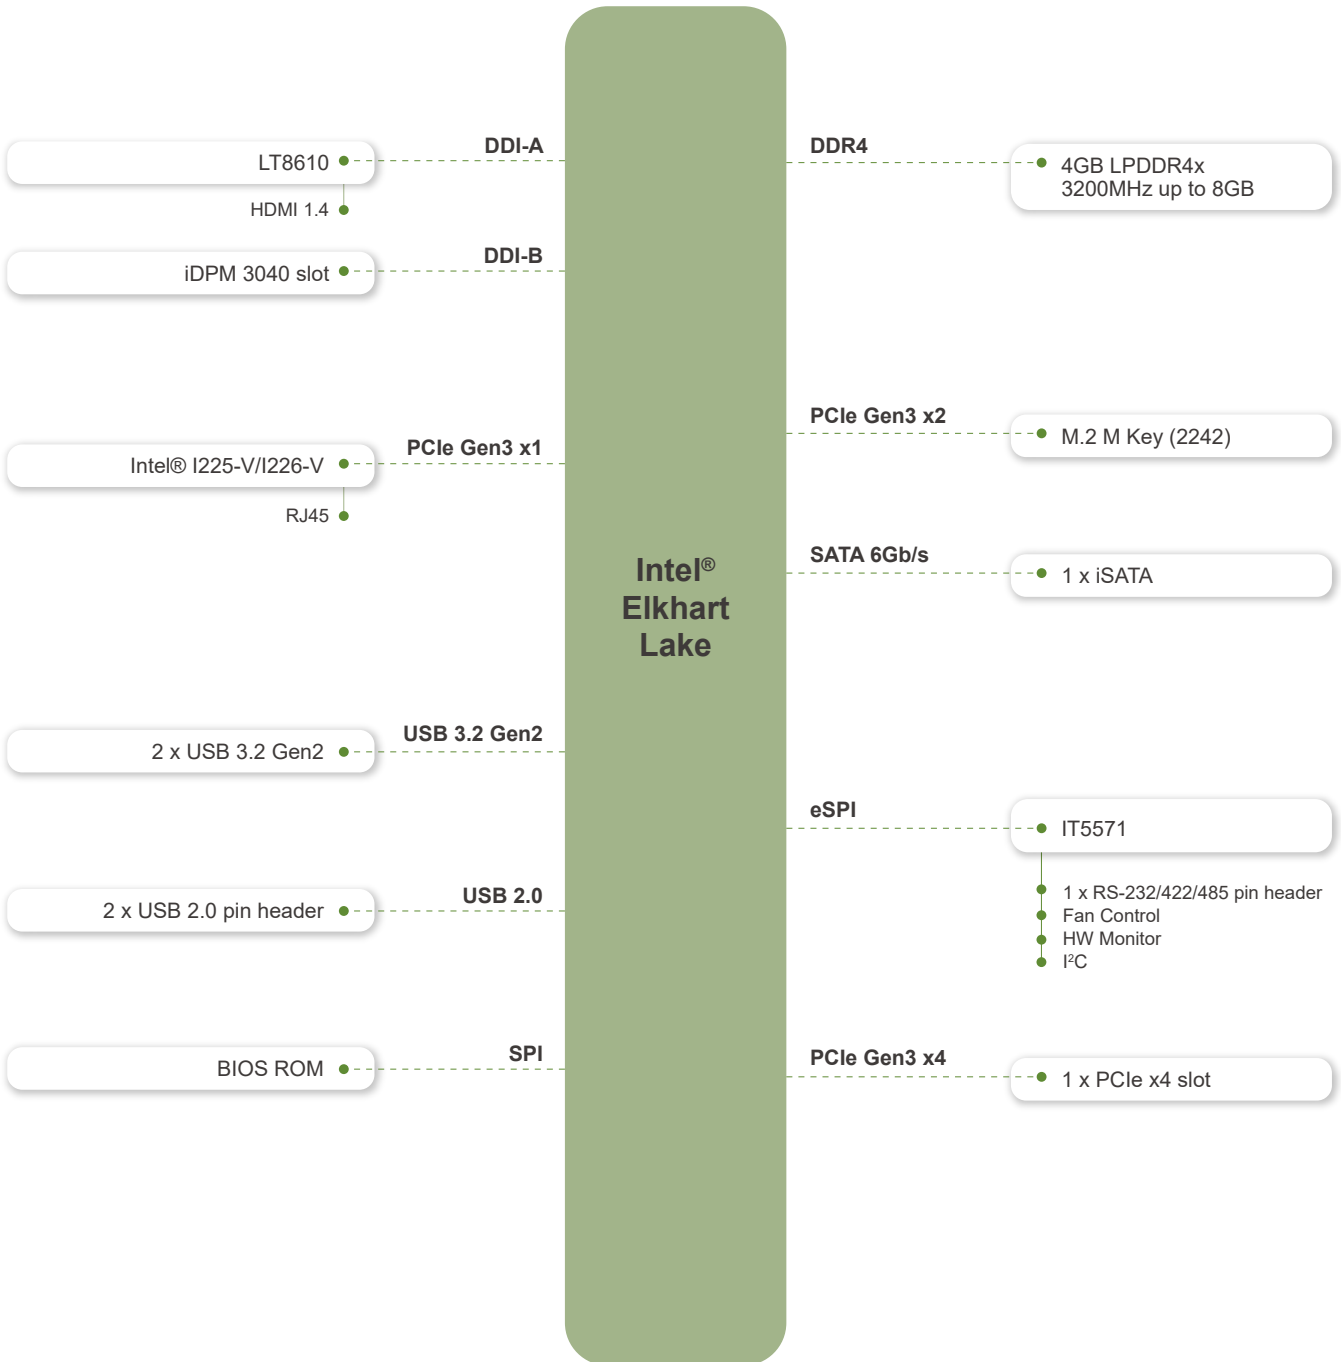 DDI-A
LT8610
HDMI 1.4
DDI-B
iDPM 3040 slot
PCIe Gen3 x1
Intel® I225-V/I226-V
RJ45
USB 3.2 Gen2
2 x USB 3.2 Gen2
USB 2.0
2 x USB 2.0 pin header
SPI
BIOS ROM
Intel®
Elkhart
Lake
DDR4
4GB LPDDR4x
3200MHz up to 8GB
PCIe Gen3 x2
M.2 M Key (2242)
SATA 6Gb/s
1 x iSATA
eSPI
IT5571
1 x RS-232/422/485 pin header
Fan Control
HW Monitor
I²C
PCIe Gen3 x4
1 x PCIe x4 slot